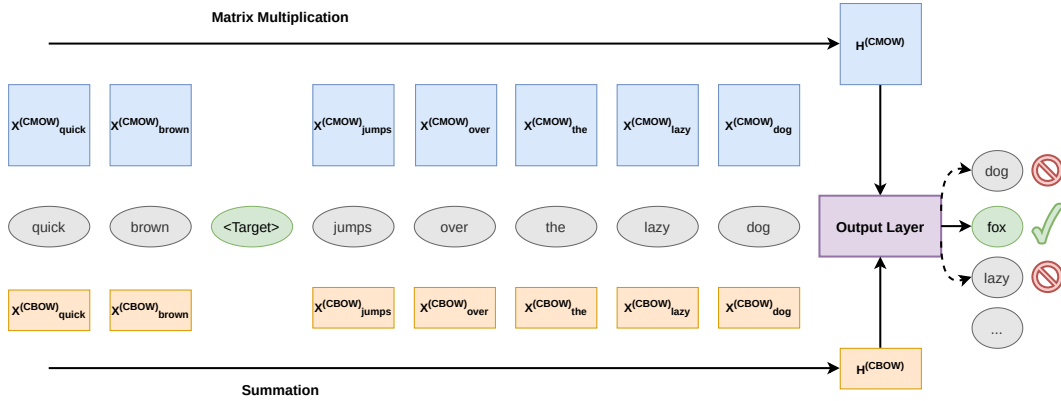 Matrix Multiplication
H(CMOW)
X(CMOW)quick X(CMOW)brown X(CMOW)jumps X(CMOW)over X(CMOW)the X(CMOW)lazy X(CMOW)dog
dog
quick brown <Target> jumps over the lazy dog Output Layer fox
lazy
X(CBOW)quick X(CBOW)brown X(CBOW)jumps X(CBOW)over X(CBOW)the X(CBOW)lazy X(CBOW)dog
...
H(CBOW)
Summation